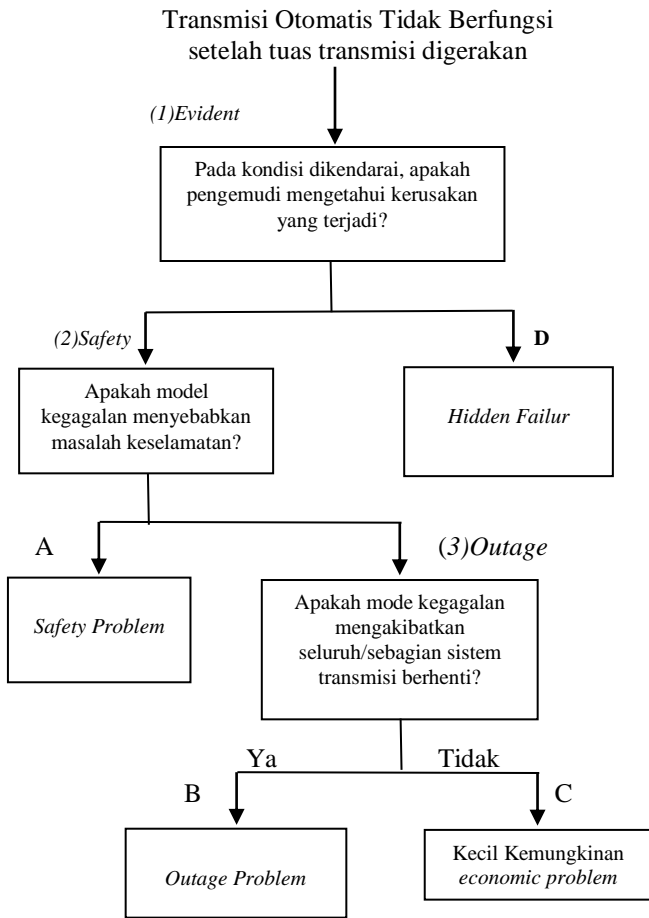 Transmisi Otomatis Tidak Berfungsi
setelah tuas transmisi digerakan
(1)Evident
Pada kondisi dikendarai, apakah
pengemudi mengetahui kerusakan
yang terjadi?
(2)Safety
D
Apakah model
kegagalan menyebabkan
masalah keselamatan?
Hidden Failur
A
(3)Outage
Safety Problem
Apakah mode kegagalan
mengakibatkan
seluruh/sebagian sistem
transmisi berhenti?
Ya
Tidak
B
C
Outage Problem
Kecil Kemungkinan
economic problem